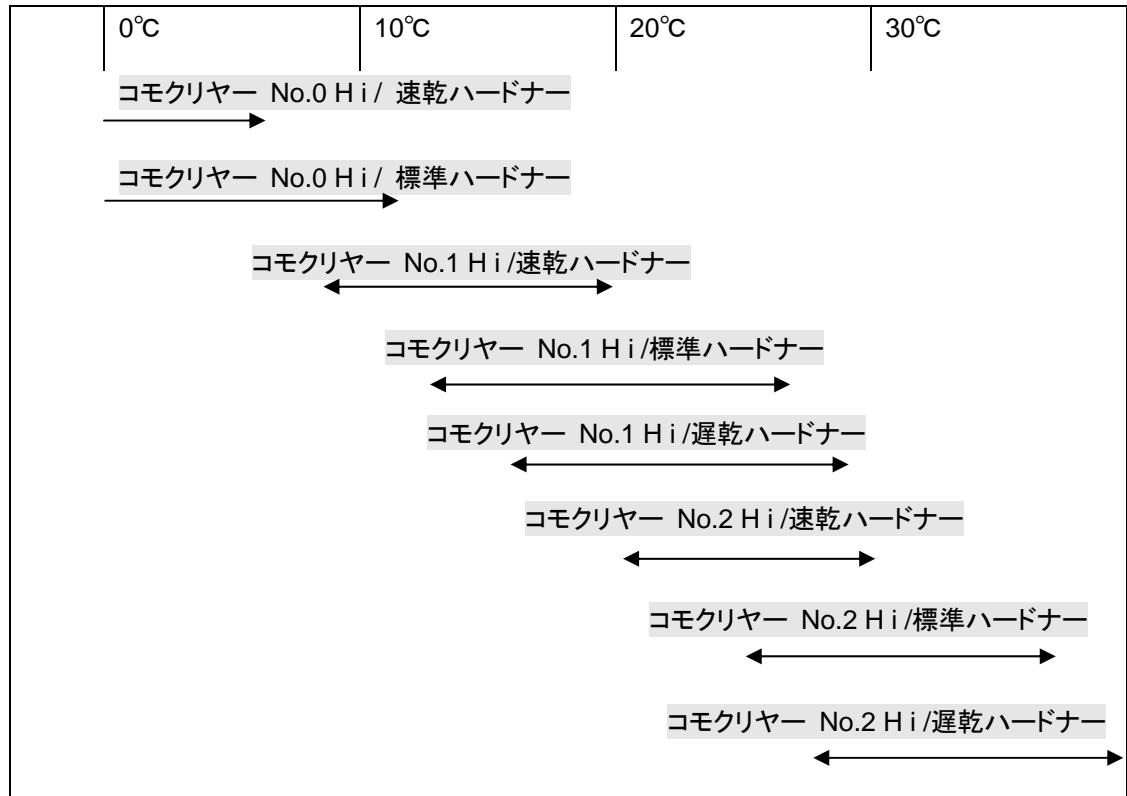 0℃ 10℃ 20℃ 30℃
コモクリヤー No.0 H i / 速乾ハードナー
コモクリヤー No.0 H i / 標準ハードナー
コモクリヤー No.1 H i /速乾ハードナー
コモクリヤー No.1 H i /標準ハードナー
コモクリヤー No.1 H i /遅乾ハードナー
コモクリヤー No.2 H i /速乾ハードナー
コモクリヤー No.2 H i /標準ハードナー
コモクリヤー No.2 H i /遅乾ハードナー